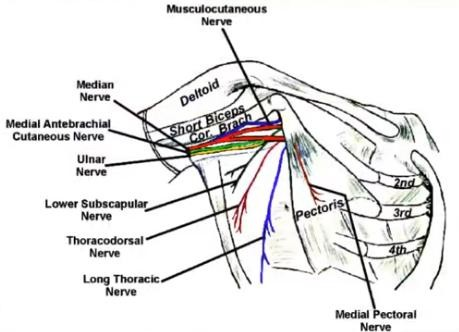 Musculocutaneous
Nerve
Median
Nerve
Deltoid
Short Biceps
Cor. Brach
Medial Antebrachial
Cutaneous Nerve
Ulnar
Nerve
2nd
Lower Subscapular
Nerve
Pectoris
3rd
Thoracodorsal
Nerve
4th
Long Thoracic
Nerve
Medial Pectoral
Nerve